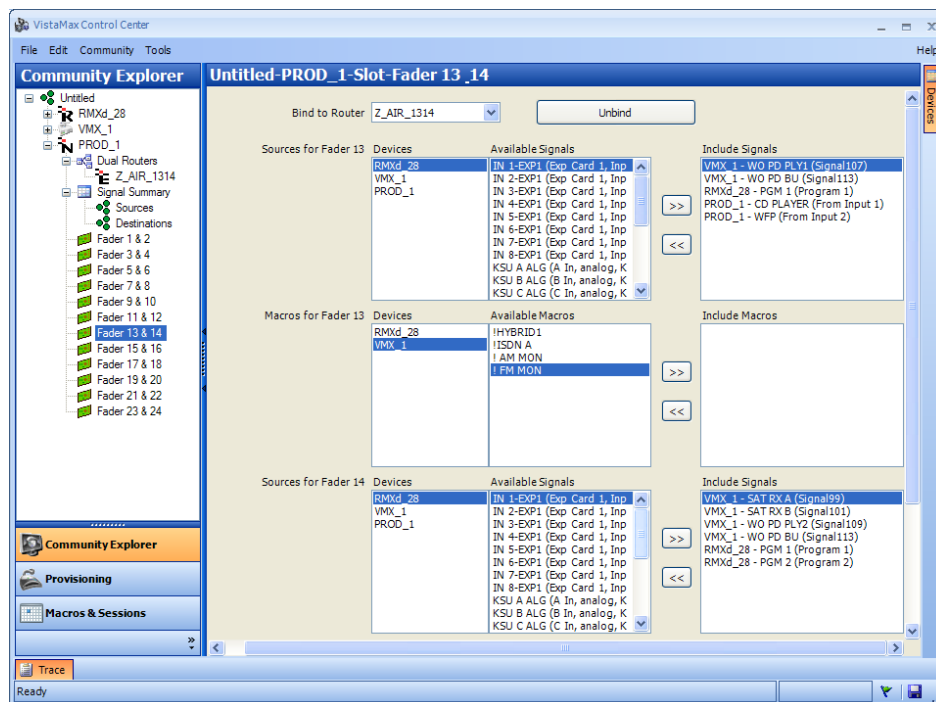 VistaMax Control Center
File Edit Community Tools
Help
Community Explorer
Untitled
RMXd_28
VMX_1
PROD_1
Dual Routers
Z_AIR_1314
Signal Summary
Sources
Destinations
Fader 1 & 2
Fader 3 & 4
Fader 5 & 6
Fader 7 & 8
Fader 9 & 10
Fader 11 & 12
Fader 13 & 14
Fader 15 & 16
Fader 17 & 18
Fader 19 & 20
Fader 21 & 22
Fader 23 & 24
Community Explorer
Provisioning
Macros & Sessions
Untitled-PROD_1-Slot-Fader 13 _14
Bind to Router Z_AIR_1314 Unbind
Sources for Fader 13
Devices
RMXd_28
VMX_1
PROD_1
Available Signals
IN 1-EXP1 (Exp Card 1, Inp
IN 2-EXP1 (Exp Card 1, Inp
IN 3-EXP1 (Exp Card 1, Inp
IN 4-EXP1 (Exp Card 1, Inp
IN 5-EXP1 (Exp Card 1, Inp
IN 6-EXP1 (Exp Card 1, Inp
IN 7-EXP1 (Exp Card 1, Inp
IN 8-EXP1 (Exp Card 1, Inp
KSU A ALG (A In, analog, K
KSU B ALG (B In, analog, K
KSU C ALG (C In, analog, K
>>
<<
Include Signals
VMX_1 - WO PD PLY1 (Signal107)
VMX_1 - WO PD BU (Signal113)
RMXd_28 - PGM 1 (Program 1)
PROD_1 - CD PLAYER (From Input 1)
PROD_1 - WFP (From Input 2)
Macros for Fader 13
Devices
RMXd_28
VMX_1
Available Macros
!HYBRID1
!ISDN A
! AM MON
! FM MON
>>
<<
Include Macros
Sources for Fader 14
Devices
RMXd_28
VMX_1
PROD_1
Available Signals
IN 1-EXP1 (Exp Card 1, Inp
IN 2-EXP1 (Exp Card 1, Inp
IN 3-EXP1 (Exp Card 1, Inp
IN 4-EXP1 (Exp Card 1, Inp
IN 5-EXP1 (Exp Card 1, Inp
IN 6-EXP1 (Exp Card 1, Inp
IN 7-EXP1 (Exp Card 1, Inp
IN 8-EXP1 (Exp Card 1, Inp
KSU A ALG (A In, analog, K
KSU B ALG (B In, analog, K
KSU C ALG (C In, analog, K
>>
<<
Include Signals
VMX_1 - SAT RX A (Signal99)
VMX_1 - SAT RX B (Signal101)
VMX_1 - WO PD PLY2 (Signal109)
VMX_1 - WO PD BU (Signal113)
RMXd_28 - PGM 1 (Program 1)
RMXd_28 - PGM 2 (Program 2)
Devices
Trace
Ready